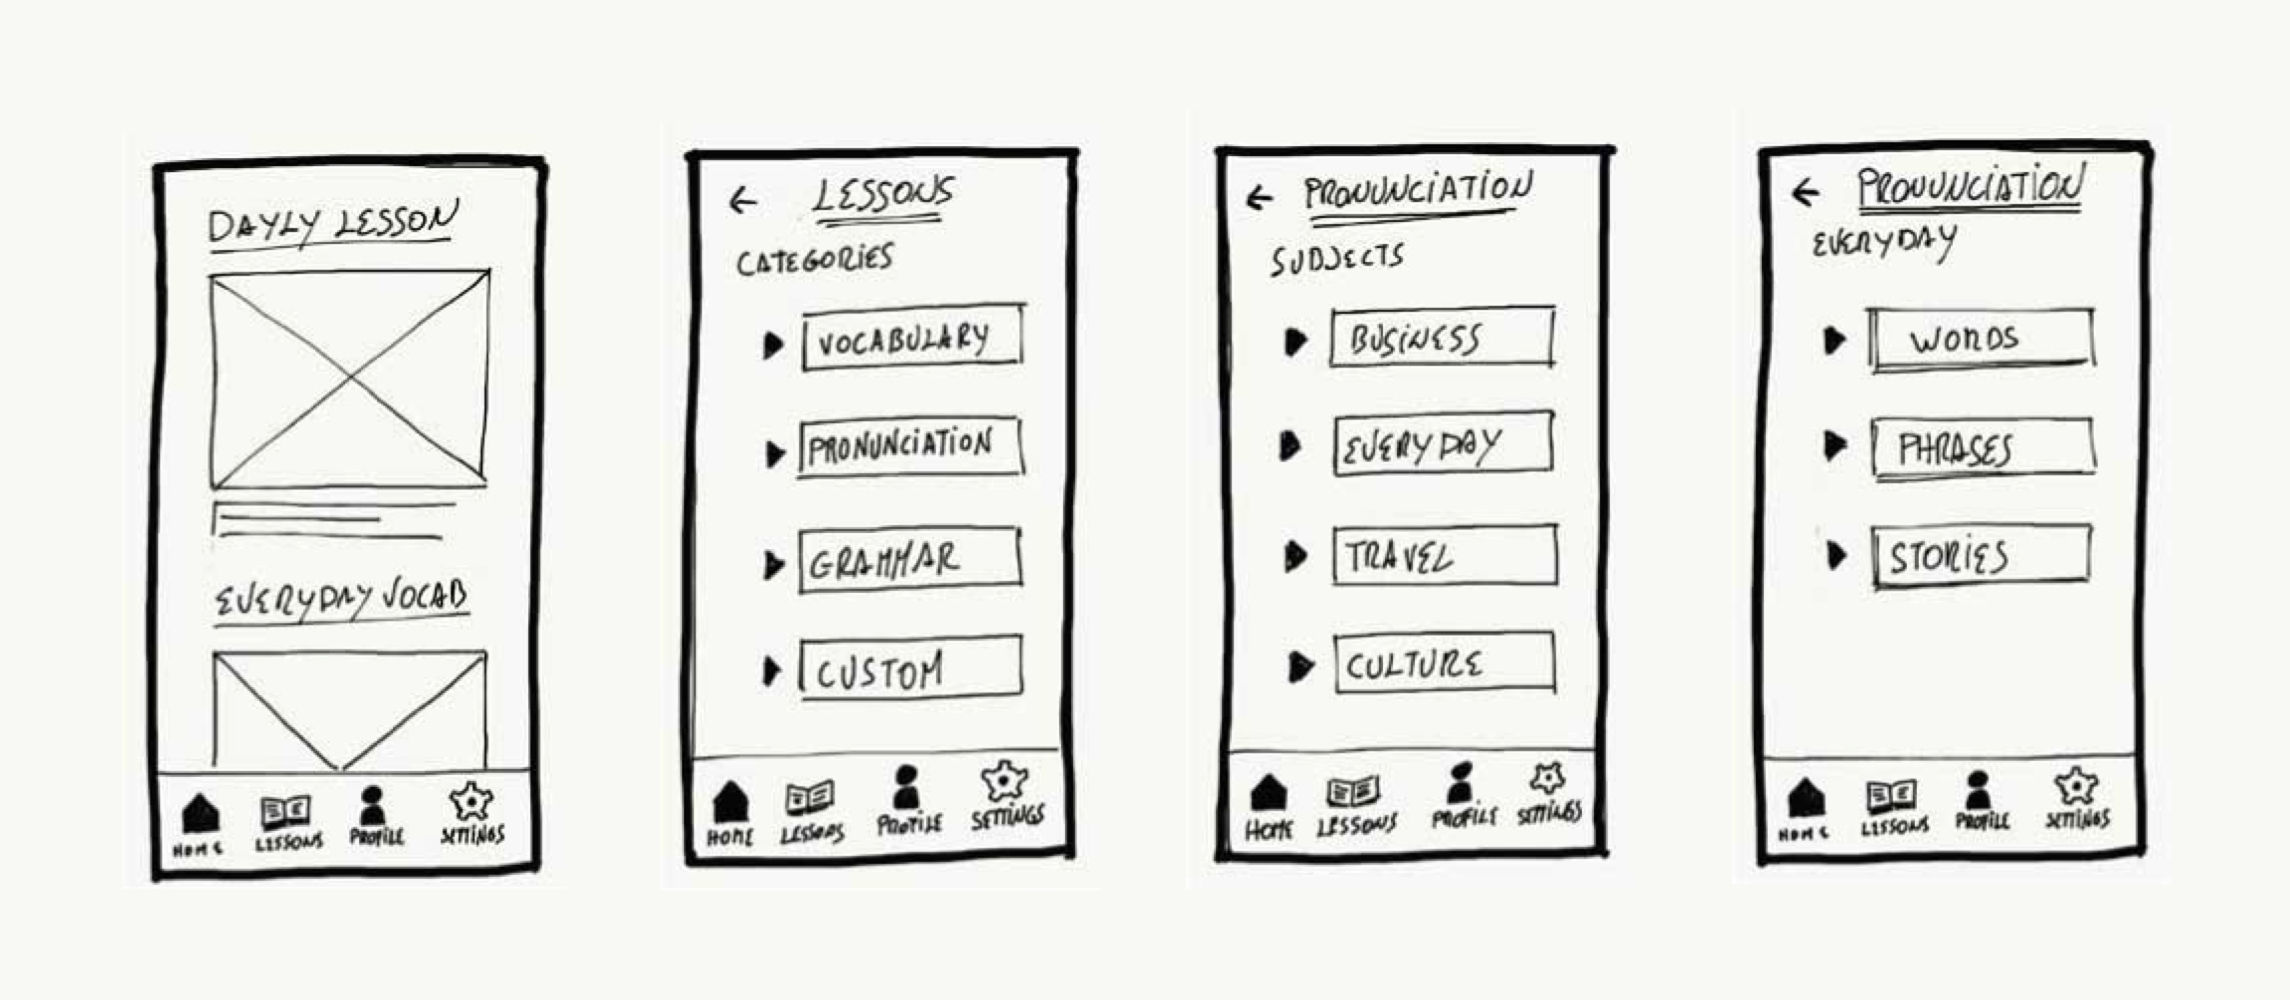 DAYLY LESSON
EVERYDAY VOCAB
HOME LESSONS PROFILE SETTINGS
LESSONS
CATEGORIES
VOCABULARY
PRONUNCIATION
GRAMMAR
CUSTOM
HOME LESSONS PROFILE SETTINGS
PRONUNCIATION
SUBJECTS
BUSINESS
EVERYDAY
TRAVEL
CULTURE
HOME LESSONS PROFILE SETTINGS
PRONUNCIATION
EVERYDAY
WORDS
PHRASES
STORIES
HOME LESSONS PROFILE SETTINGS